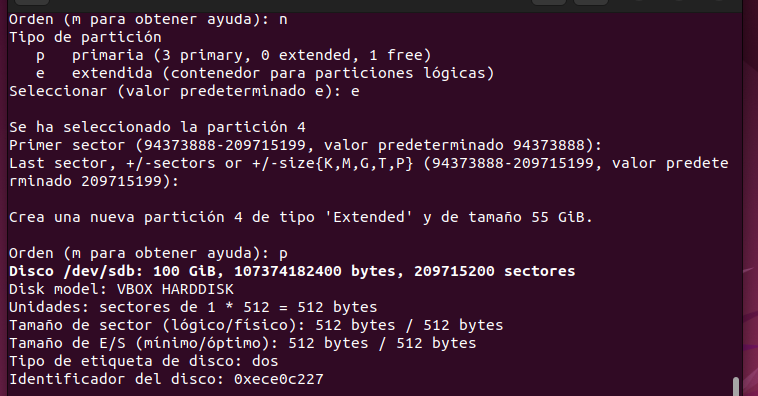 Orden (m para obtener ayuda): n
Tipo de partición
   p   primaria (3 primary, 0 extended, 1 free)
   e   extendida (contenedor para particiones lógicas)
Seleccionar (valor predeterminado e): e

Se ha seleccionado la partición 4
Primer sector (94373888-209715199, valor predeterminado 94373888):
Last sector, +/-sectors or +/-size{K,M,G,T,P} (94373888-209715199, valor predete
rminado 209715199):

Crea una nueva partición 4 de tipo 'Extended' y de tamaño 55 GiB.

Orden (m para obtener ayuda): p
Disco /dev/sdb: 100 GiB, 107374182400 bytes, 209715200 sectores
Disk model: VBOX HARDDISK
Unidades: sectores de 1 * 512 = 512 bytes
Tamaño de sector (lógico/físico): 512 bytes / 512 bytes
Tamaño de E/S (mínimo/óptimo): 512 bytes / 512 bytes
Tipo de etiqueta de disco: dos
Identificador del disco: 0xece0c227